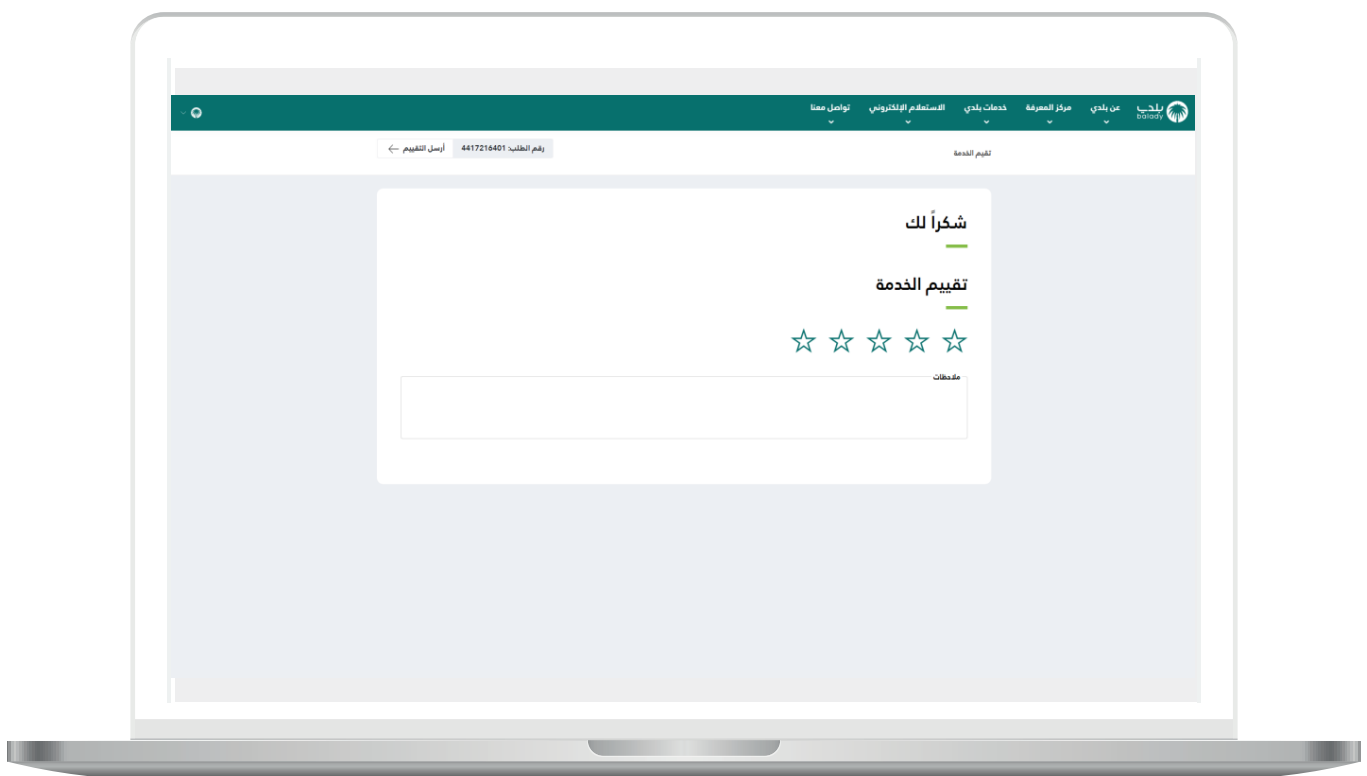 بلدي
balady
عن بلدي مركز المعرفة خدمات بلدي الاستعلام الإلكتروني تواصل معنا
تقيم الخدمة
رقم الطلب: 4417216401 أرسل التقييم
شكراً لك
تقييم الخدمة
ملاحظات